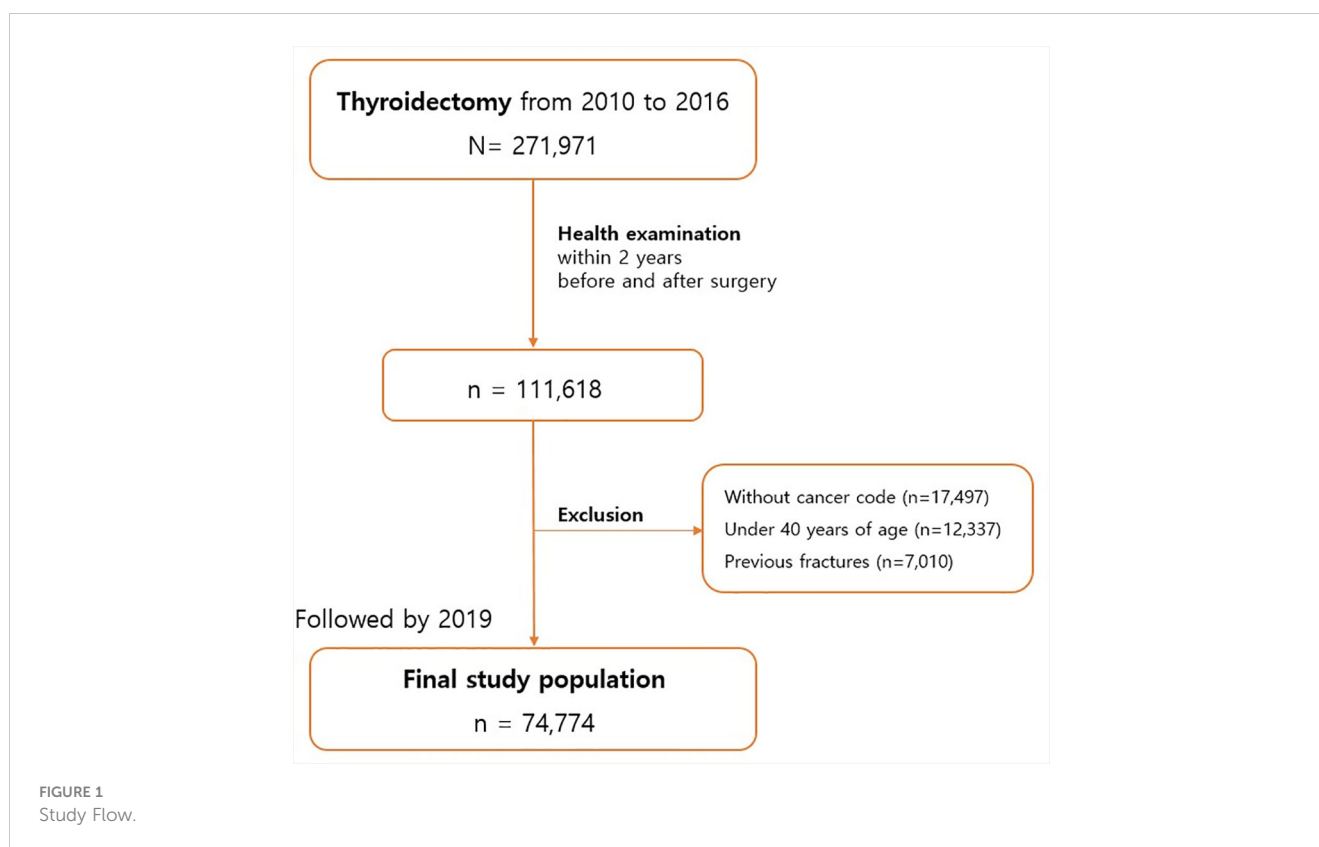 Thyroidectomy from 2010 to 2016
N= 271,971
Health examination
within 2 years
before and after surgery
n = 111,618
Exclusion
Without cancer code (n=17,497)
Under 40 years of age (n=12,337)
Previous fractures (n=7,010)
Followed by 2019
Final study population
n = 74,774
FIGURE 1
Study Flow.